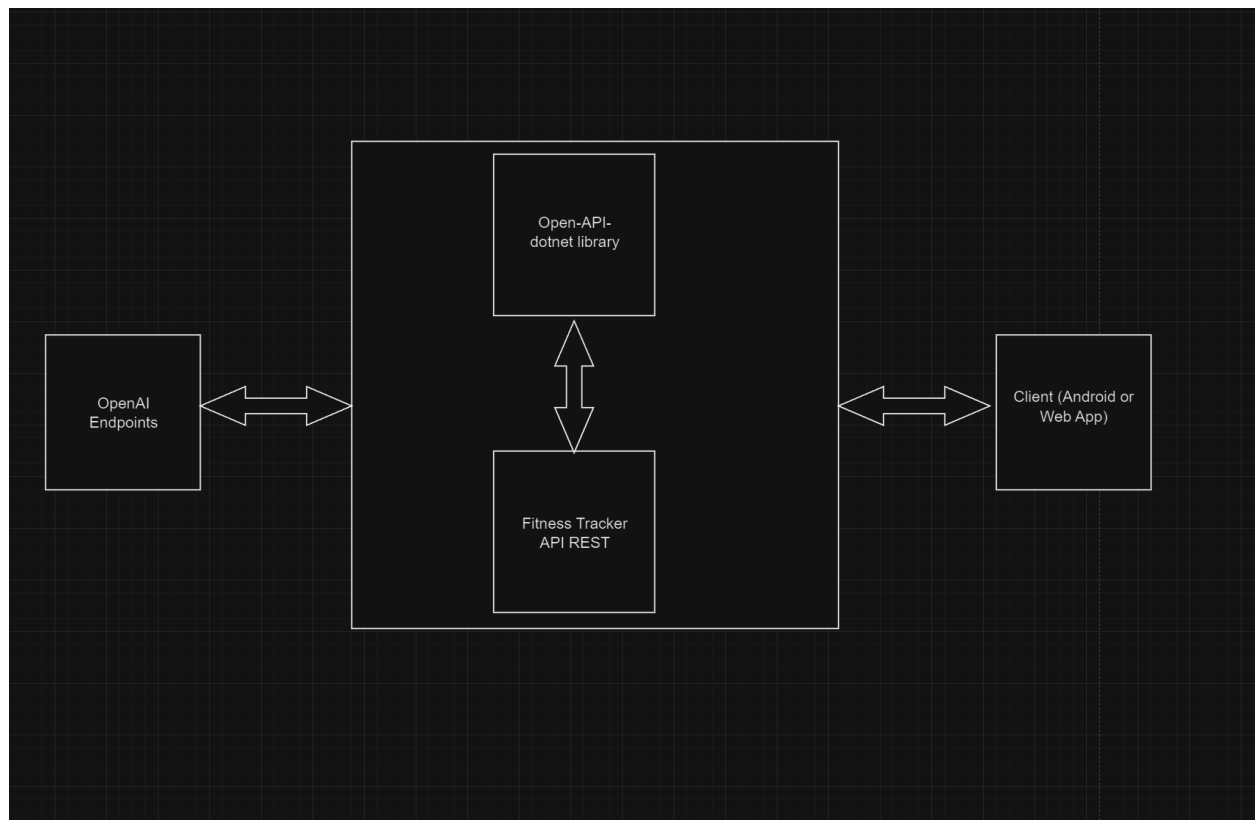 Open-API-
dotnet library
OpenAI
Endpoints
Client (Android or
Web App)
Fitness Tracker
API REST